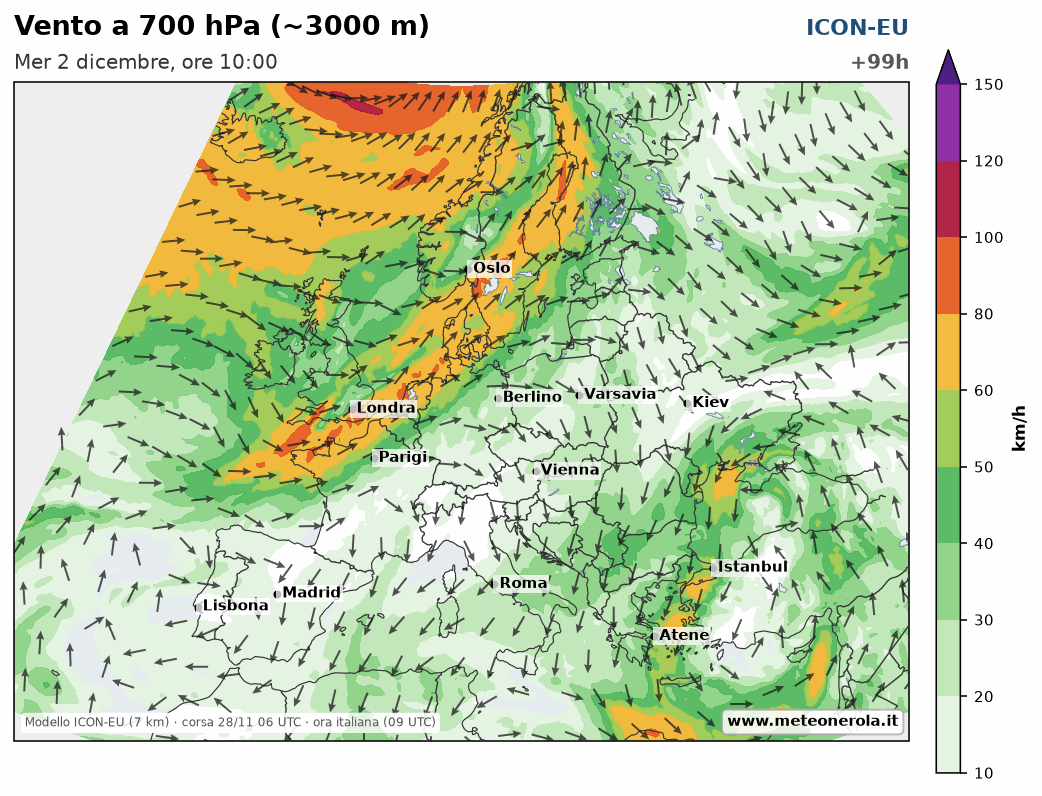 Vento a 700 hPa (~3000 m)
ICON-EU
Mer 2 dicembre, ore 10:00
+99h
150
120
100
80
60
50
40
30
20
10
km/h
Oslo
Londra
Berlino
Varsavia
Kiev
Parigi
Vienna
Istanbul
Roma
Madrid
Lisbona
Atene
Modello ICON-EU (7 km) · corsa 28/11 06 UTC · ora italiana (09 UTC)
www.meteonerola.it